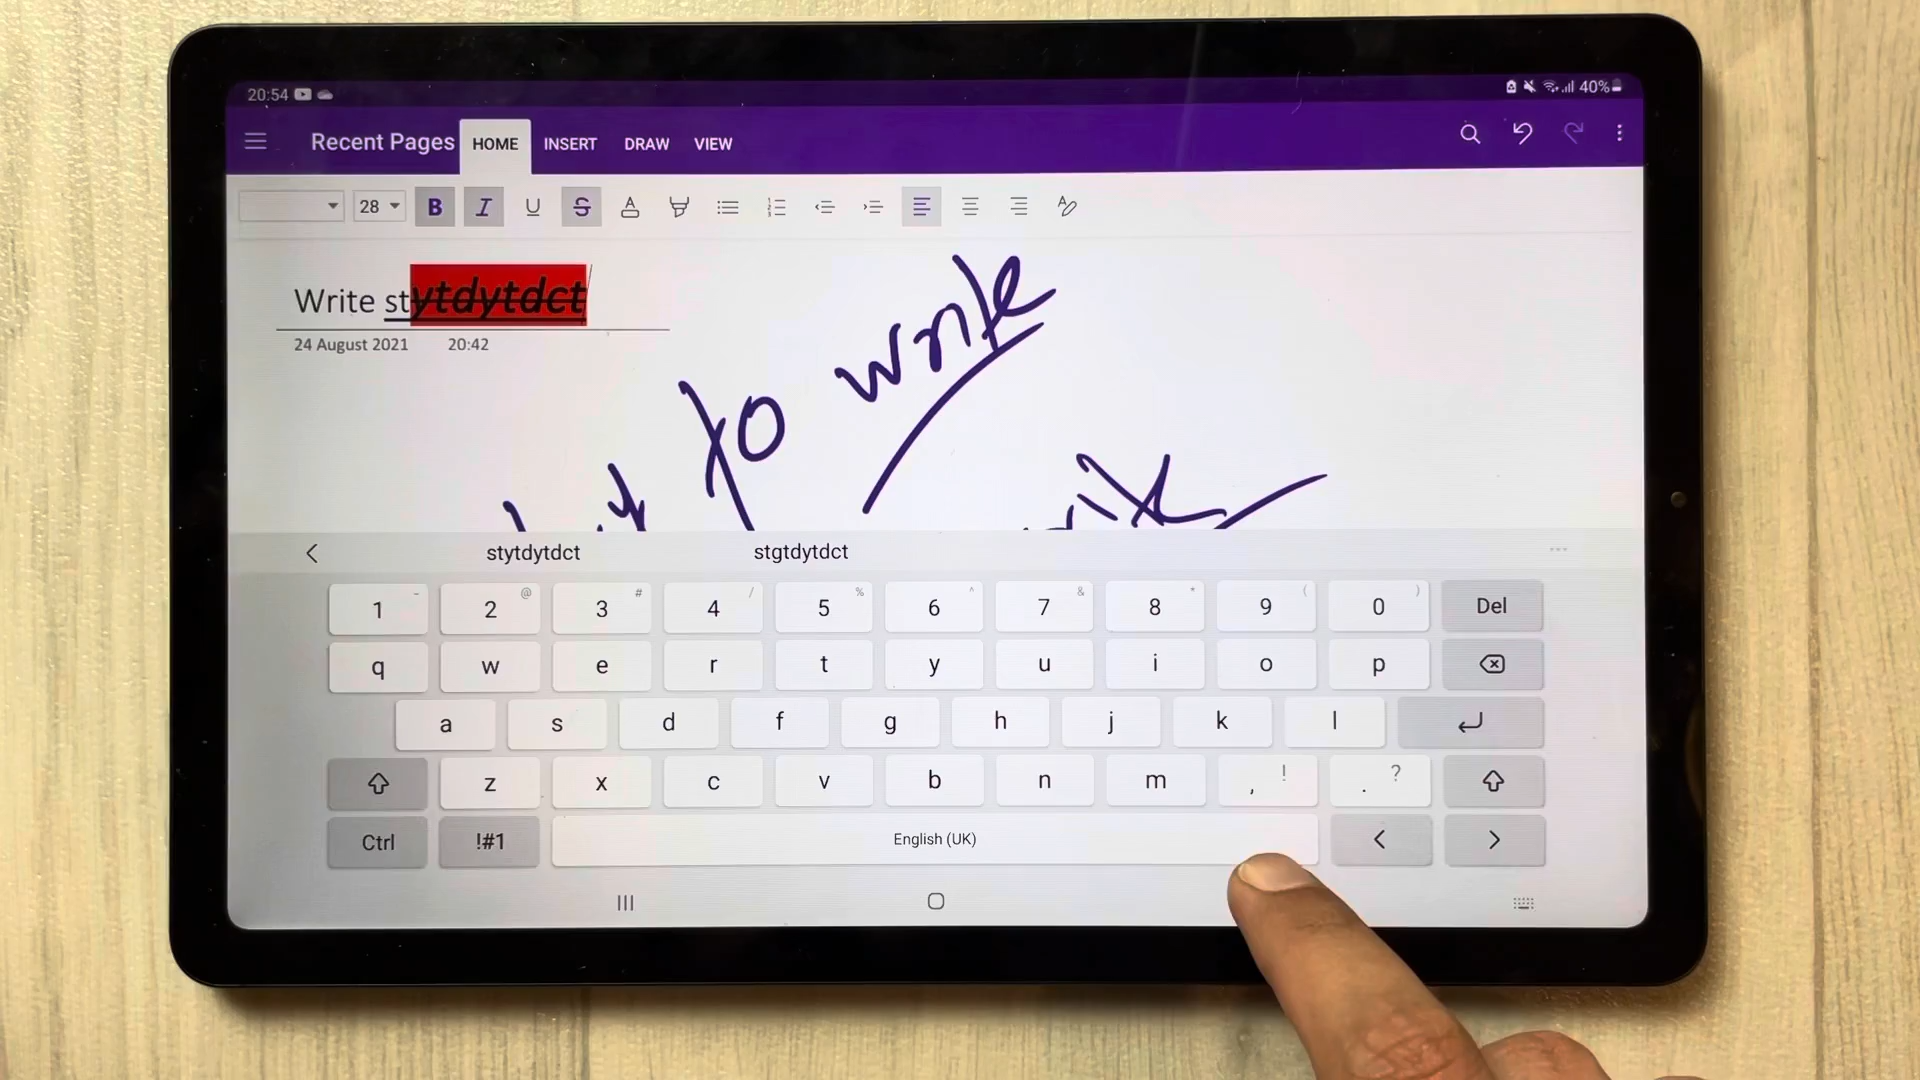 20:54 40%
Recent Pages HOME INSERT DRAW VIEW
28 B I U S A
Write stytdytdct
24 August 2021 20:42
to write
stytdytdct stgtdytdct
1 - 2 @ 3 # 4 / 5 % 6 ^ 7 & 8 * 9 ( 0 ) Del
q w e r t y u i o p
a s d f g h j k l
z x c v b n m , ! . ?
Ctrl !#1 English (UK) < >